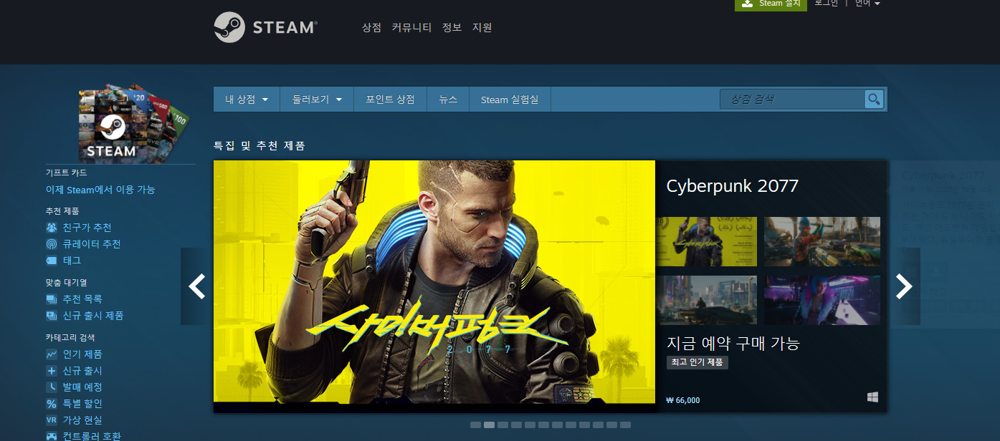 Steam 설치
로그인 | 언어
STEAM®
상점 커뮤니티 정보 지원
내 상점 둘러보기 포인트 상점 뉴스 Steam 실험실
상점 검색
$20
$100
STEAM
기프트 카드
이제 Steam에서 이용 가능
추천 제품
친구가 추천
큐레이터 추천
태그
맞춤 대기열
추천 목록
신규 출시 제품
카테고리 검색
인기 제품
신규 출시
발매 예정
특별 할인
VR 가상 현실
컨트롤러 호환
특집 및 추천 제품
사이버펑크
2077
Cyberpunk 2077
지금 예약 구매 가능
최고 인기 제품
₩ 66,000
Cyberpunk 2077